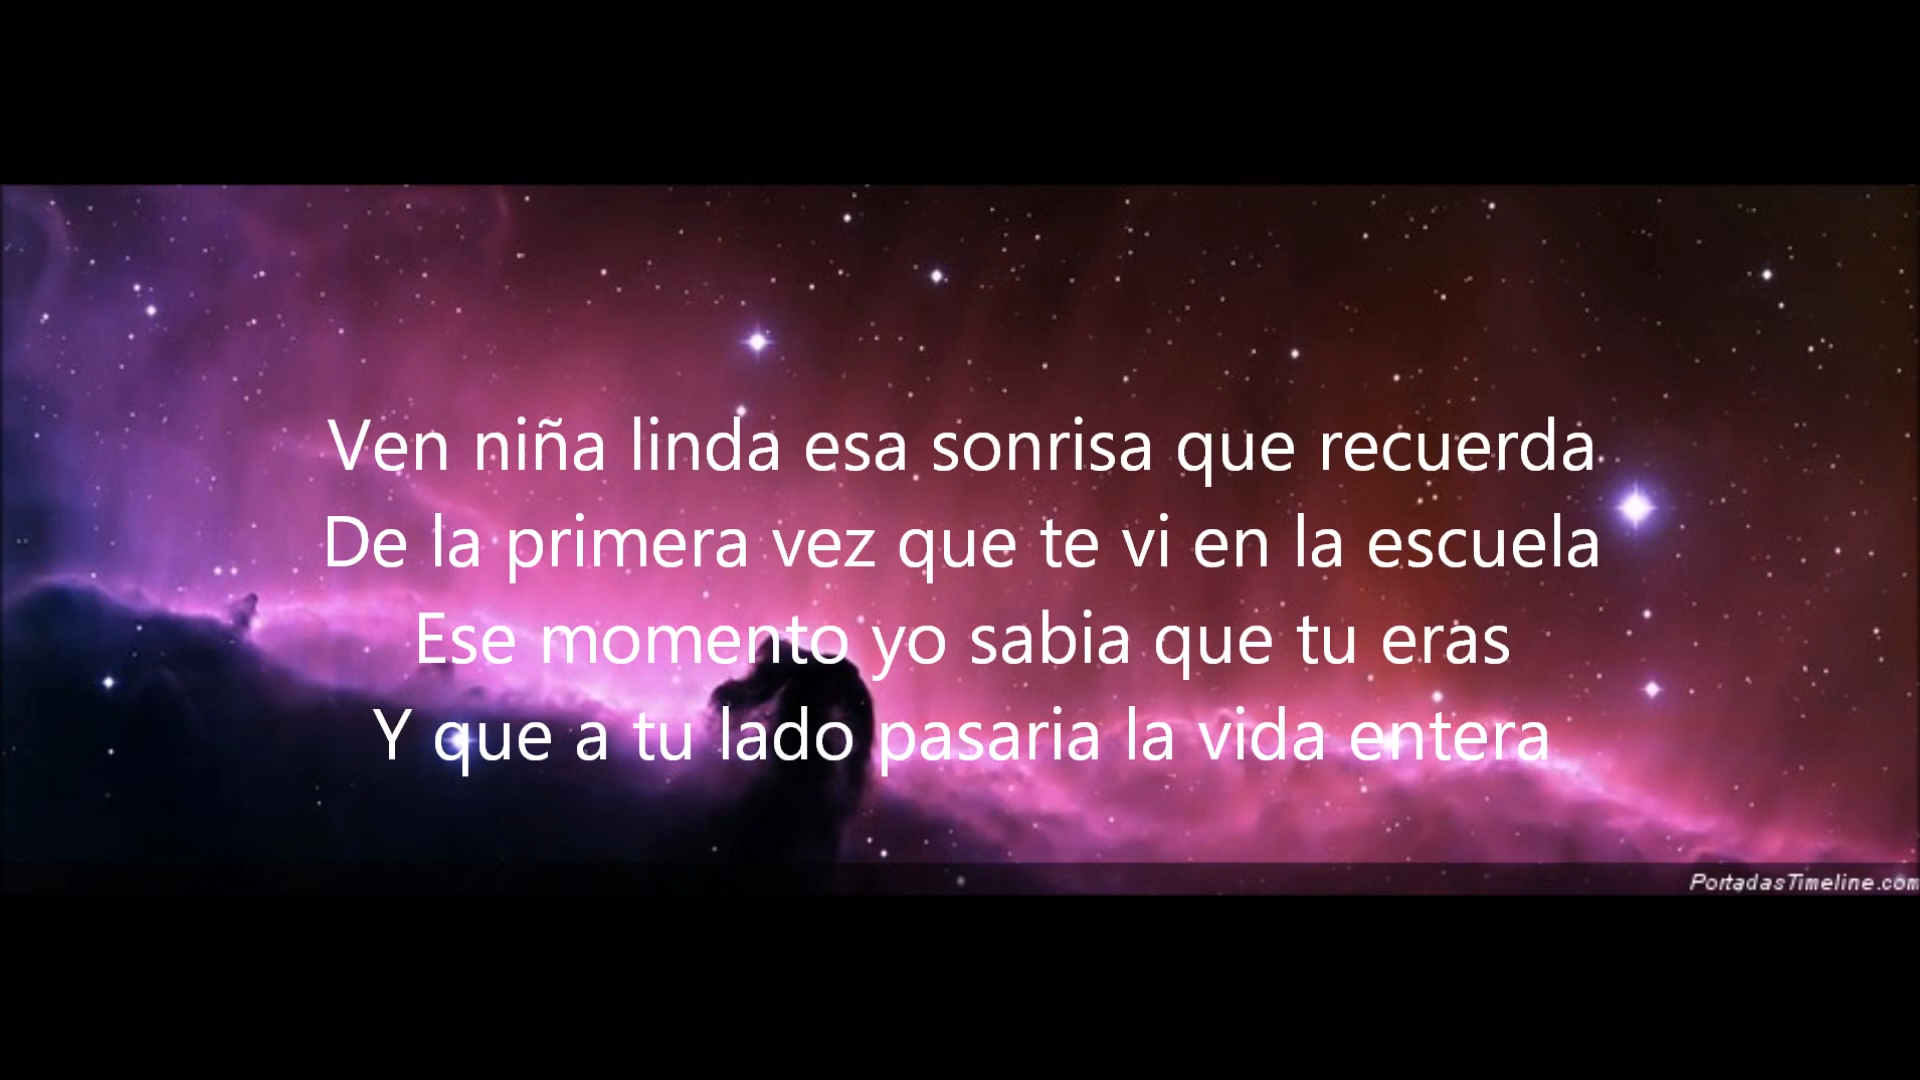 Ven niña linda esa sonrisa que recuerda
De la primera vez que te vi en la escuela
Ese momento yo sabia que tu eras
Y que a tu lado pasaria la vida entera
PortadasTimeline.com